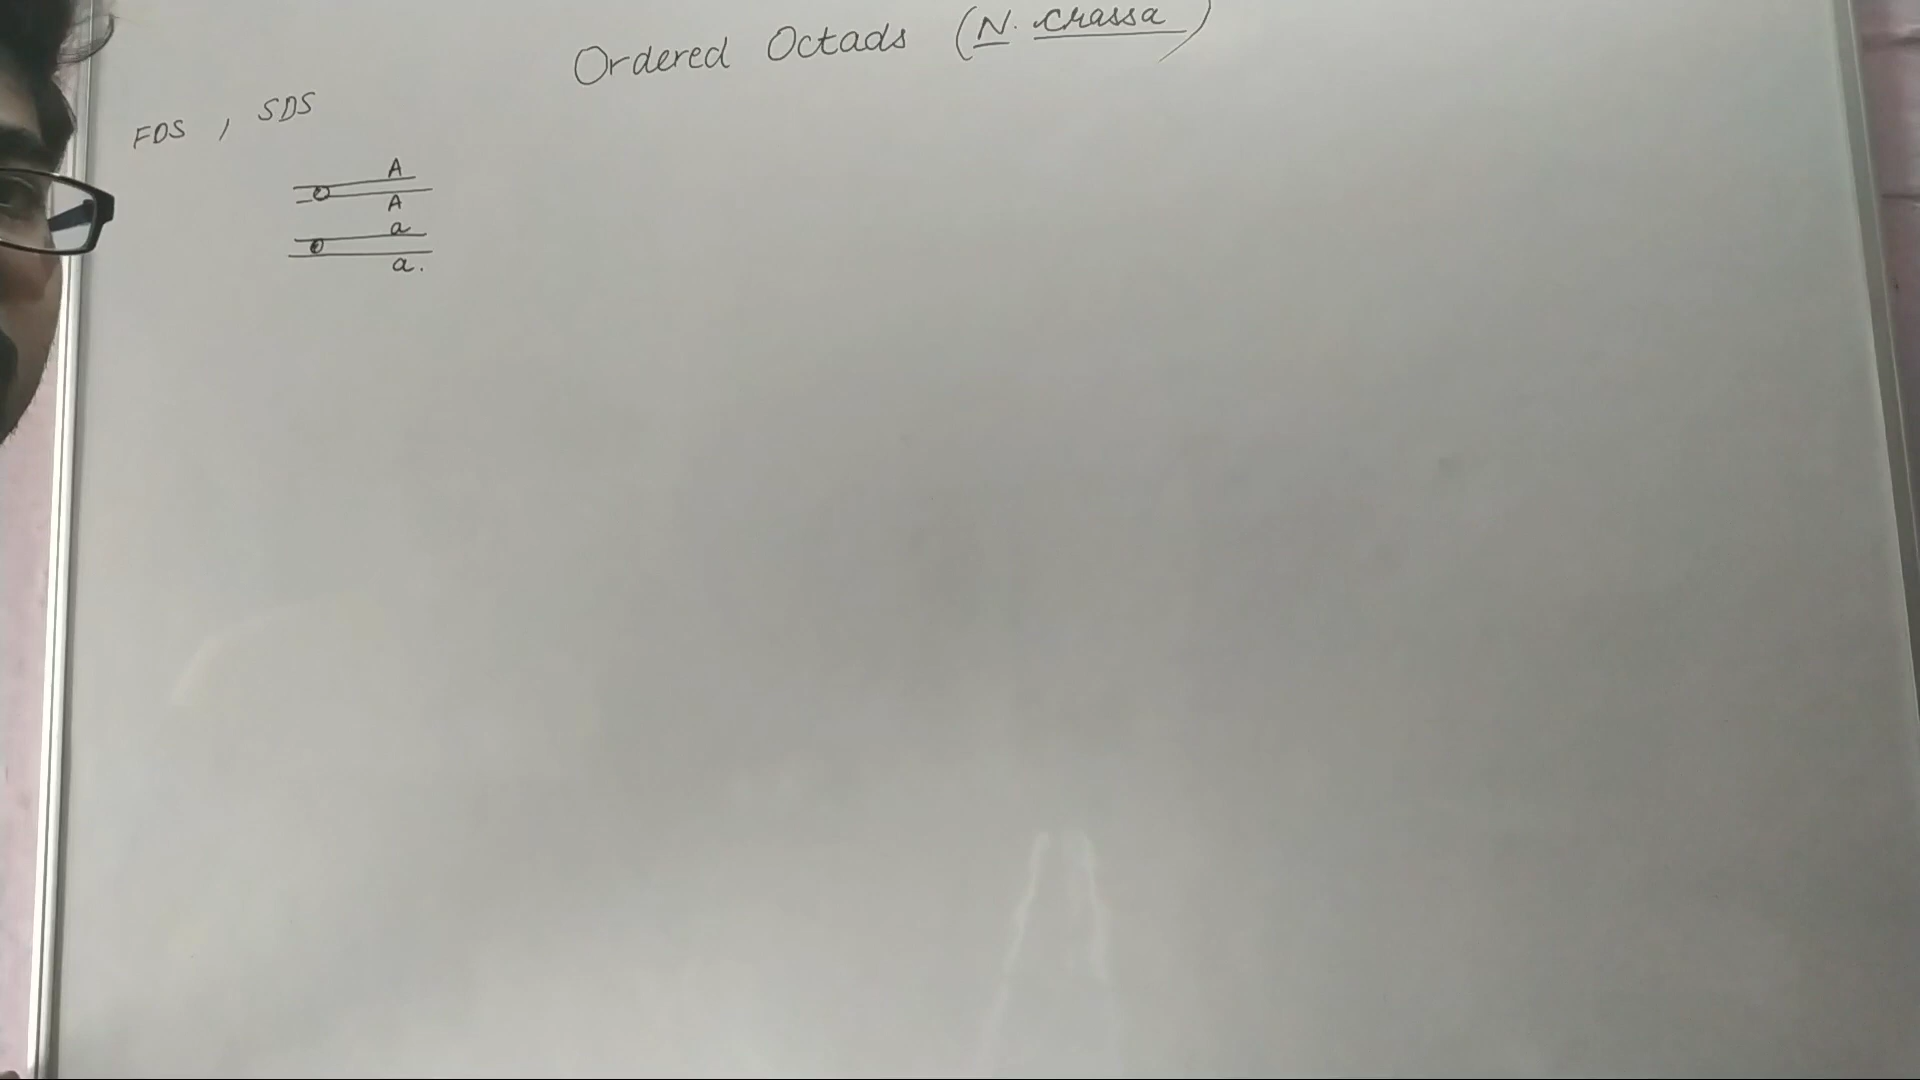 Ordered Octads (N. crassa)
FDS, SDS
A
A
a
a.